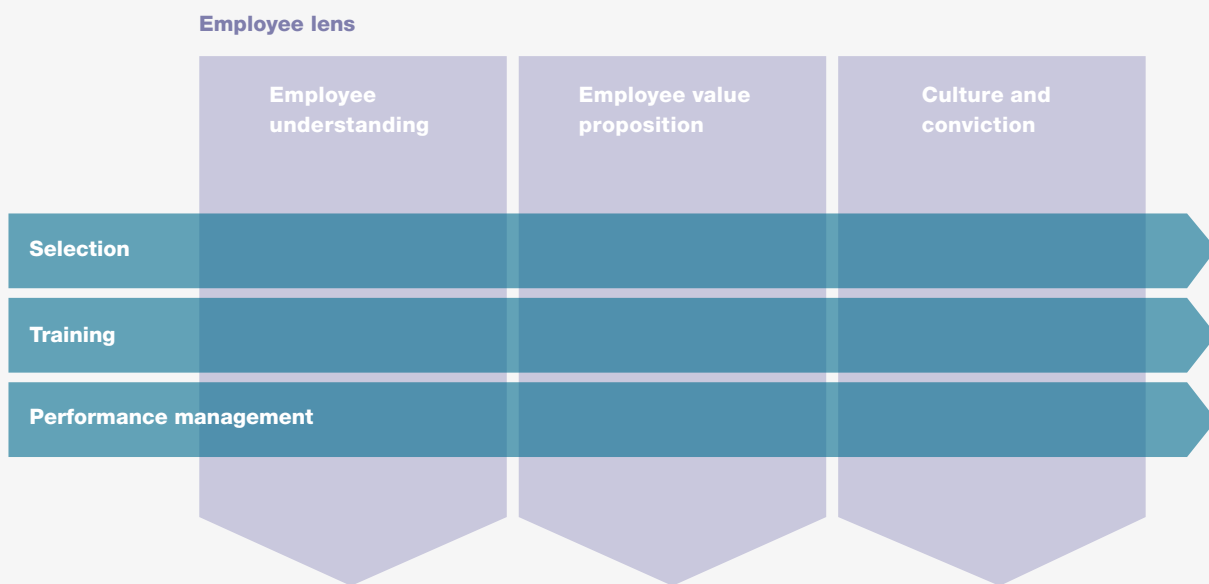 Employee lens
Employee
understanding
Employee value
proposition
Culture and
conviction
Selection
Training
Performance management